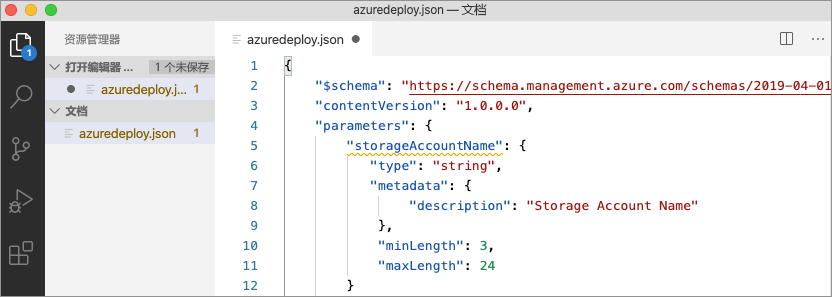 azuredeploy.json — 文档
资源管理器
打开编辑器 ... 1 个未保存
azuredeploy.j... 1
文档
azuredeploy.json 1
1
azuredeploy.json
1 {
2 "$schema": "https://schema.management.azure.com/schemas/2019-04-01
3 "contentVersion": "1.0.0.0",
4 "parameters": {
5 "storageAccountName": {
6 "type": "string",
7 "metadata": {
8 "description": "Storage Account Name"
9 },
10 "minLength": 3,
11 "maxLength": 24
12 }